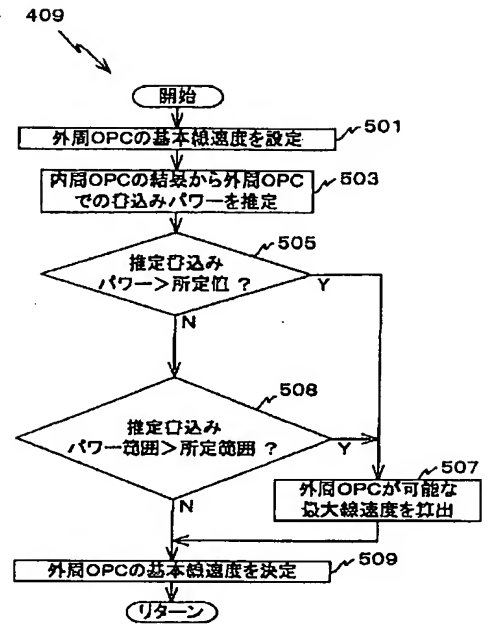 409
開始
外周OPCの基本線速度を設定
501
内周OPCの結果から外周OPC
での書込みパワーを推定
503
505
推定書込み
パワー>所定値 ?
Y
N
508
推定書込み
パワー範囲>所定範囲 ?
Y
N
507
外周OPCが可能な
最大線速度を算出
外周OPCの基本線速度を決定
509
リターン